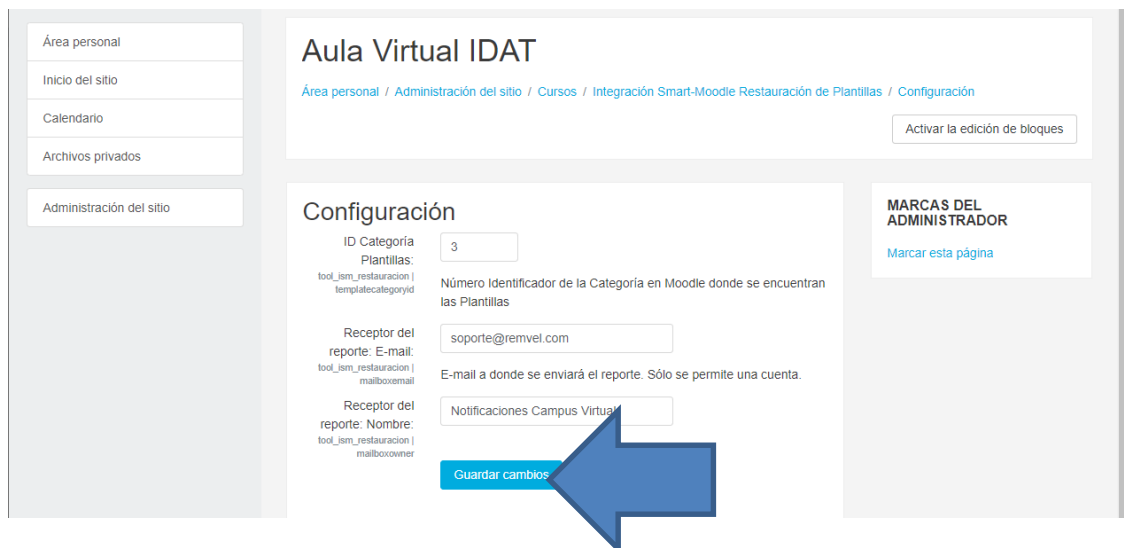 Área personal
Inicio del sitio
Calendario
Archivos privados
Administración del sitio
Aula Virtual IDAT
Área personal / Administración del sitio / Cursos / Integración Smart-Moodle Restauración de Plantillas / Configuración
Activar la edición de bloques
Configuración
ID Categoría
Plantillas:
tool_ism_restauracion |
templatecategoryid
3
Número Identificador de la Categoría en Moodle donde se encuentran
las Plantillas
Receptor del
reporte: E-mail:
tool_ism_restauracion |
mailboxemail
soporte@remvel.com
E-mail a donde se enviará el reporte. Sólo se permite una cuenta.
Receptor del
reporte: Nombre:
tool_ism_restauracion |
mailboxowner
Notificaciones Campus Virtual
Guardar cambios
MARCAS DEL
ADMINISTRADOR
Marcar esta página